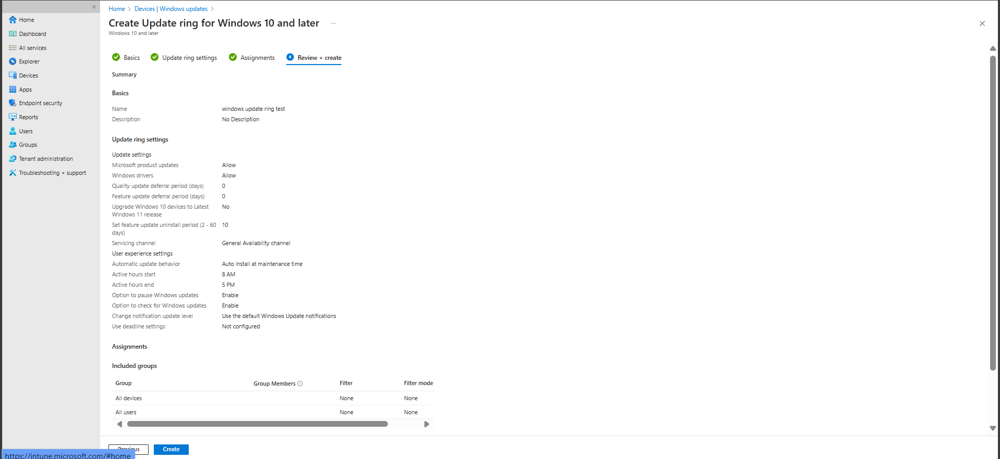 «
Home
Dashboard
All services
Explorer
Devices
Apps
Endpoint security
Reports
Users
Groups
Tenant administration
Troubleshooting + support
Home > Devices | Windows updates >
Create Update ring for Windows 10 and later ...
Windows 10 and later
Basics Update ring settings Assignments 4 Review + create
Summary
Basics
Name windows update ring test
Description No Description
Update ring settings
Update settings
Microsoft product updates Allow
Windows drivers Allow
Quality update deferral period (days) 0
Feature update deferral period (days) 0
Upgrade Windows 10 devices to Latest No
Windows 11 release
Set feature update uninstall period (2 - 60 10
days)
Servicing channel General Availability channel
User experience settings
Automatic update behavior Auto install at maintenance time
Active hours start 8 AM
Active hours end 5 PM
Option to pause Windows updates Enable
Option to check for Windows updates Enable
Change notification update level Use the default Windows Update notifications
Use deadline settings Not configured
Assignments
Included groups
Group Group Members Filter Filter mode
All devices None None
All users None None
Previous Create
https://intune.microsoft.com/#home